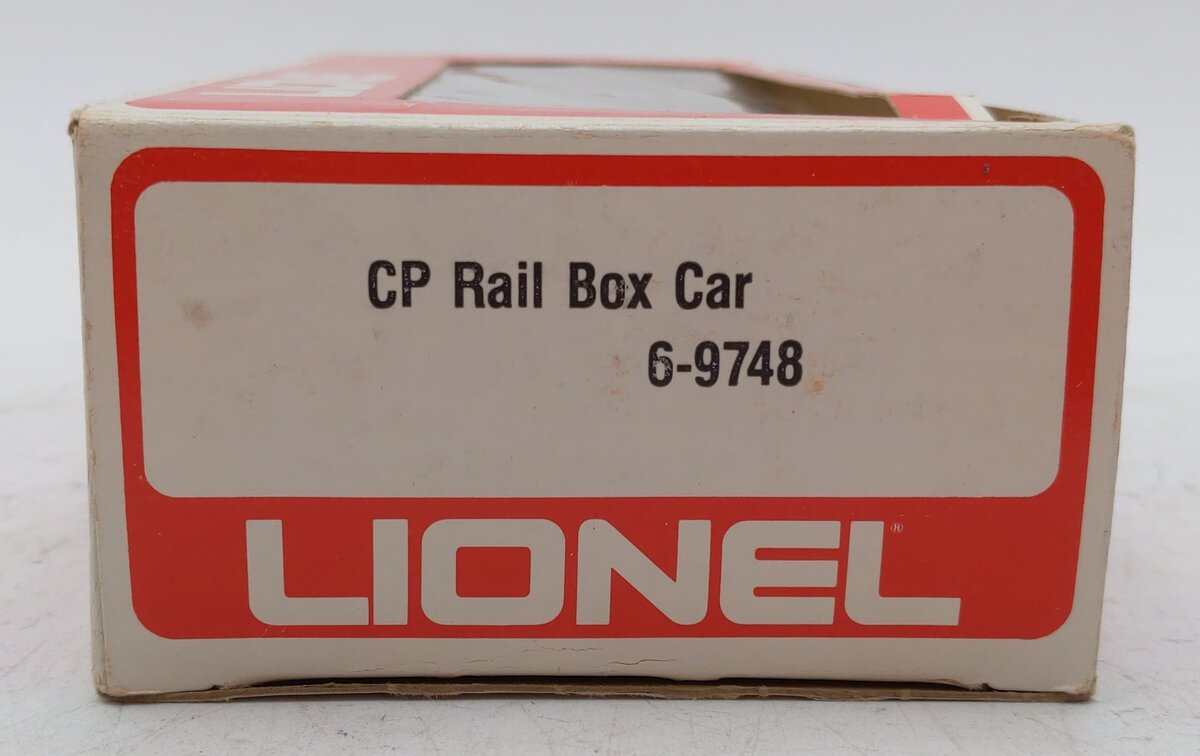 CP Rail Box Car
6-9748
LIONEL®